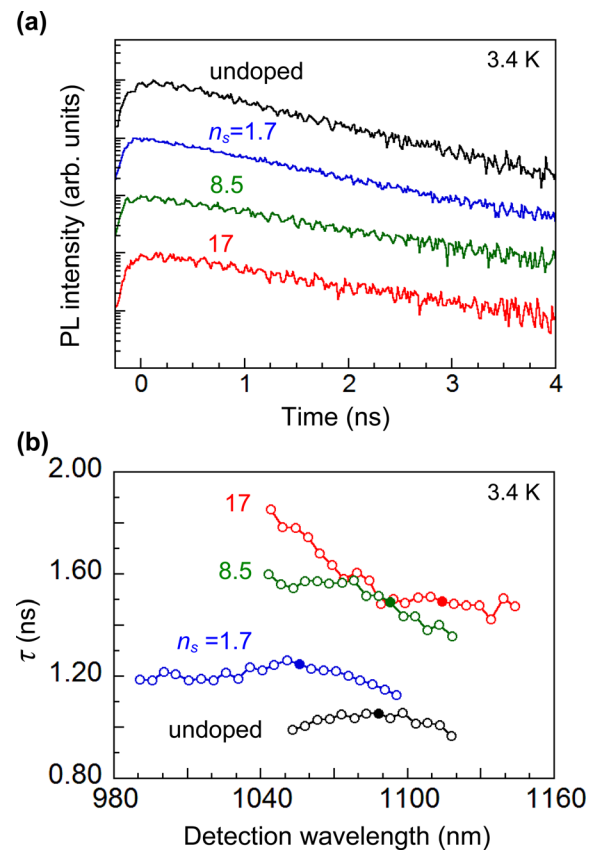 (a)
3.4 K
undoped
nₛ=1.7
8.5
17
PL intensity (arb. units)
0 1 2 3 4
Time (ns)
(b)
2.00
3.4 K
17
1.60
8.5
τ (ns)
nₛ =1.7
1.20
undoped
0.80
980 1040 1100 1160
Detection wavelength (nm)